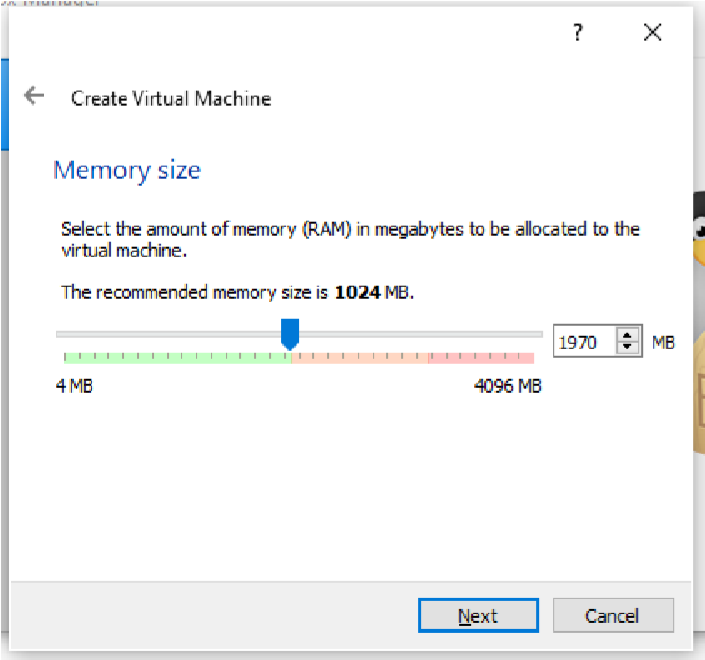 Manager
?
Create Virtual Machine
Memory size
Select the amount of memory (RAM) in megabytes to be allocated to the
virtual machine.
The recommended memory size is 1024 MB.
1970 MB
4 MB 4096 MB
Next Cancel